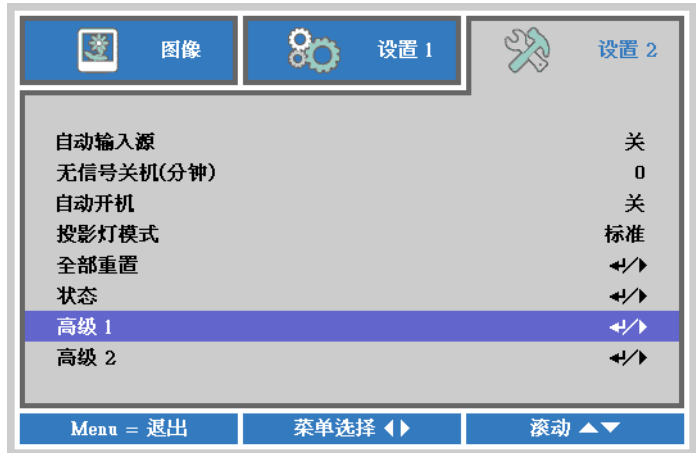 图像 设置 1 设置 2
自动输入源 关
无信号关机(分钟) 0
自动开机 关
投影灯模式 标准
全部重置
状态
高级 1
高级 2
Menu = 退出 菜单选择 滚动